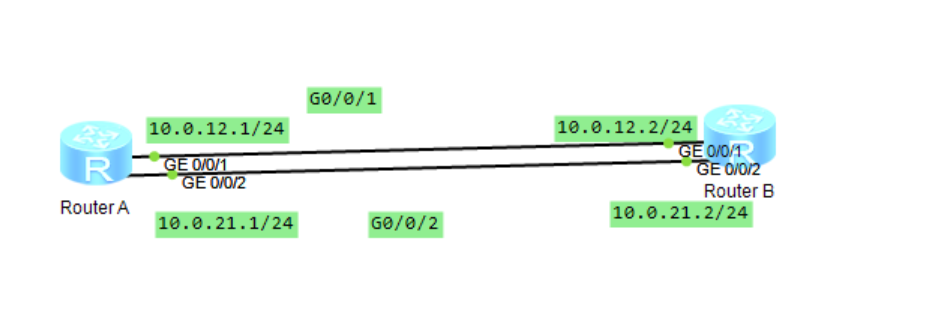 G0/0/1
10.0.12.1/24
10.0.12.2/24
GE 0/0/1
GE 0/0/1
R
R
GE 0/0/2
GE 0/0/2
Router A
Router B
10.0.21.1/24
G0/0/2
10.0.21.2/24